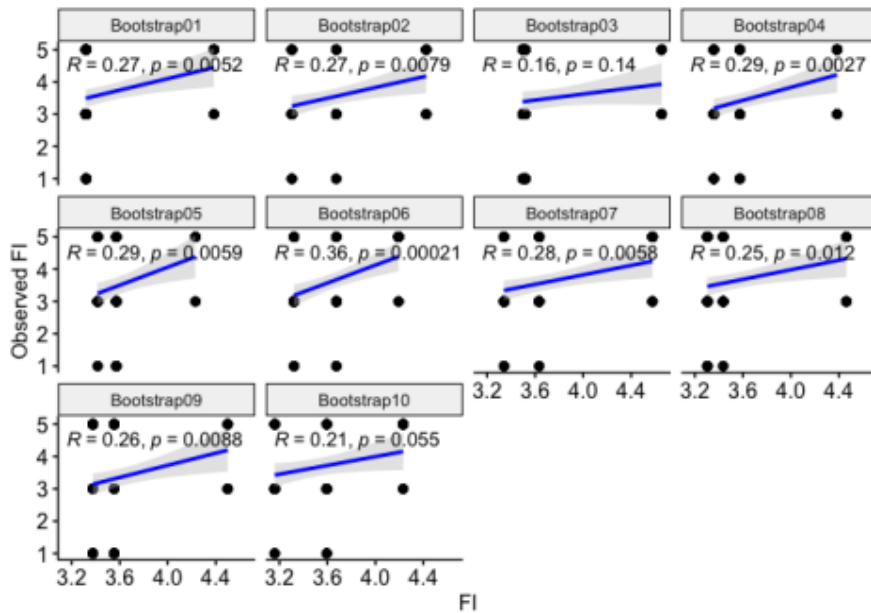 Bootstrap01 Bootstrap02 Bootstrap03 Bootstrap04
5
R = 0.27, p = 0.0052 R = 0.27, p = 0.0079 R = 0.16, p = 0.14 R = 0.29, p = 0.0027
4
3
2
1
Bootstrap05 Bootstrap06 Bootstrap07 Bootstrap08
5
R = 0.29, p = 0.0059 R = 0.36, p = 0.00021 R = 0.28, p = 0.0058 R = 0.25, p = 0.012
4
3
2
1
Observed FI
3.2 3.6 4.0 4.4 3.2 3.6 4.0 4.4
Bootstrap09 Bootstrap10
5
R = 0.26, p = 0.0088 R = 0.21, p = 0.055
4
3
2
1
3.2 3.6 4.0 4.4 3.2 3.6 4.0 4.4
FI